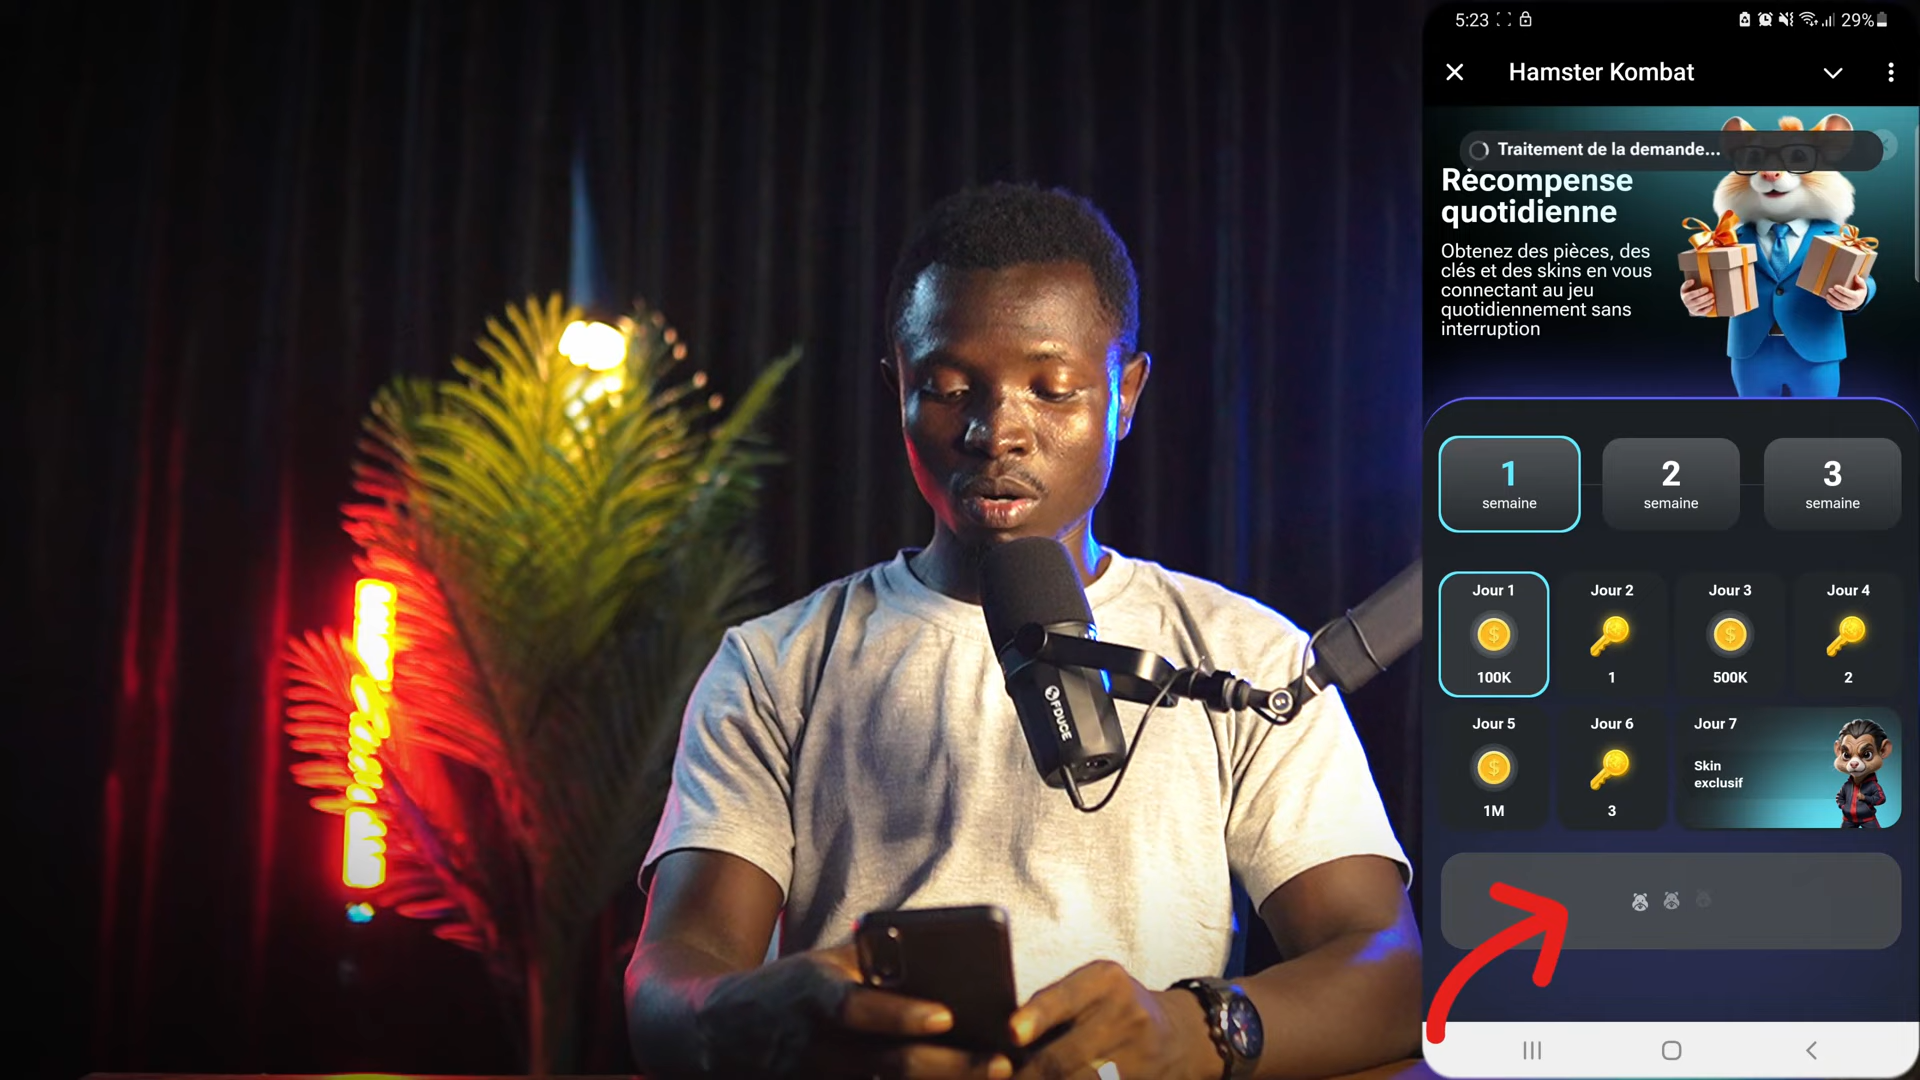 5:23
29%
Hamster Kombat
Traitement de la demande...
Récompense
quotidienne
Obtenez des pièces, des
clés et des skins en vous
connectant au jeu
quotidiennement sans
interruption
1
semaine
2
semaine
3
semaine
Jour 1
100K
Jour 2
1
Jour 3
500K
Jour 4
2
Jour 5
1M
Jour 6
3
Jour 7
Skin
exclusif
FDUCE